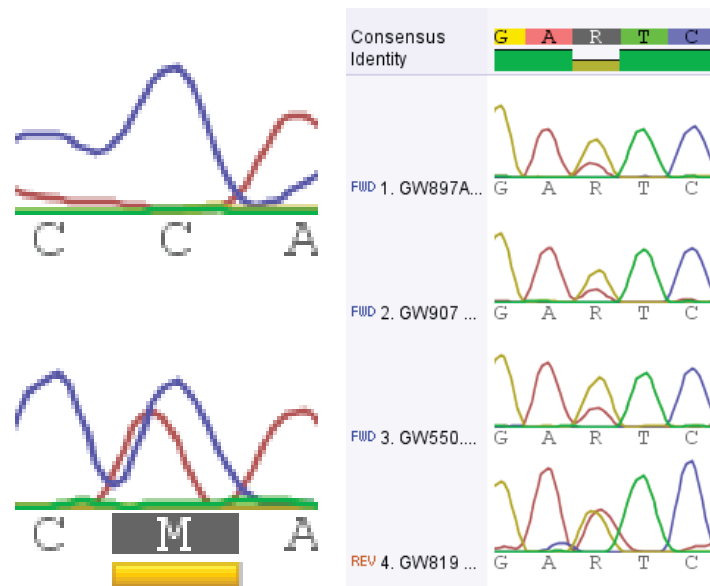 C C A
C M A
Consensus G A R T C
Identity
FWD 1. GW897A... G A R T C
FWD 2. GW907 ... G A R T C
FWD 3. GW550.... G A R T C
REV 4. GW819 ... G A R T C